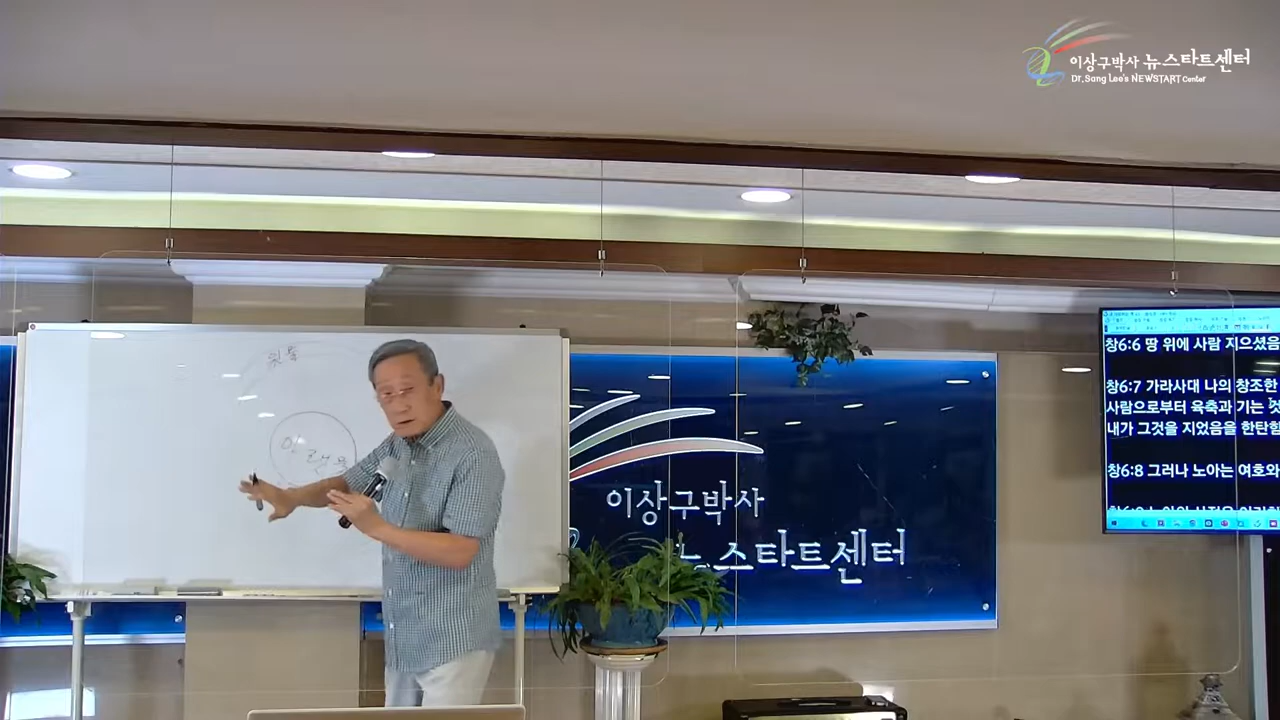 이상구박사 뉴스타트센터
Dr. Sang Lee's NEWSTART Center
창6:6 땅 위에 사람 지으셨음
창6:7 가라사대 나의 창조한
사람으로부터 육축과 기는 것
내가 그것을 지었음을 한탄함
창6:8 그러나 노아는 여호와
이상구박사
뉴스타트센터